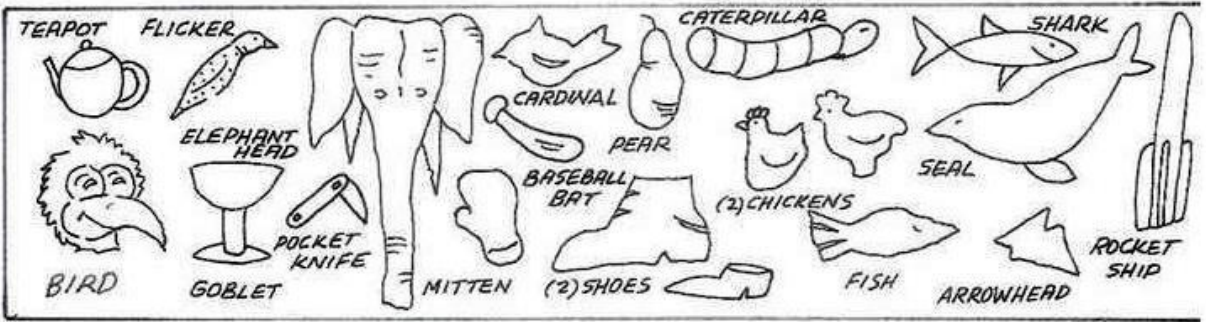 TEAPOT
FLICKER
CATERPILLAR
SHARK
CARDINAL
ELEPHANT
HEAD
PEAR
SEAL
BASEBALL
BAT
(2) CHICKENS
POCKET
KNIFE
ROCKET
SHIP
BIRD
GOBLET
MITTEN
(2) SHOES
FISH
ARROWHEAD